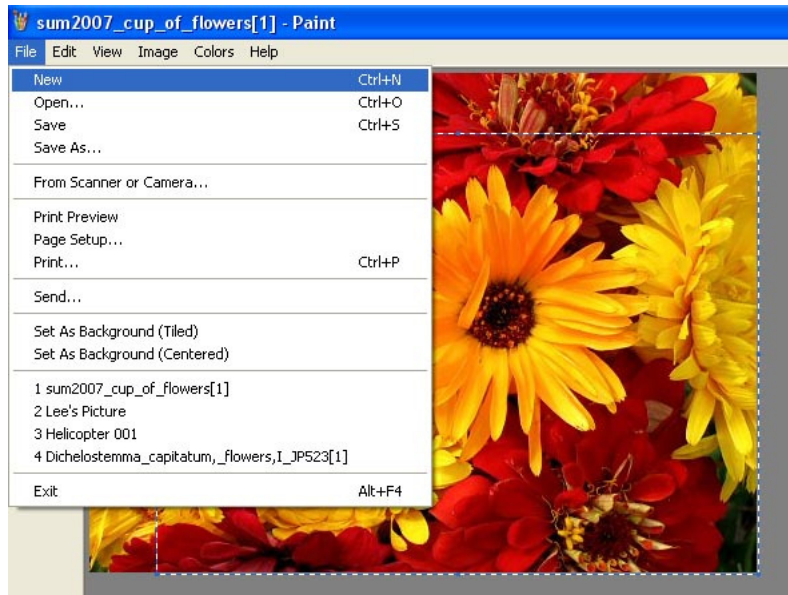 sum2007_cup_of_flowers[1] - Paint
File Edit View Image Colors Help
New Ctrl+N
Open... Ctrl+O
Save Ctrl+S
Save As...
From Scanner or Camera...
Print Preview
Page Setup...
Print... Ctrl+P
Send...
Set As Background (Tiled)
Set As Background (Centered)
1 sum2007_cup_of_flowers[1]
2 Lee's Picture
3 Helicopter 001
4 Dichelostemma_capitatum,_flowers,I_JP523[1]
Exit Alt+F4